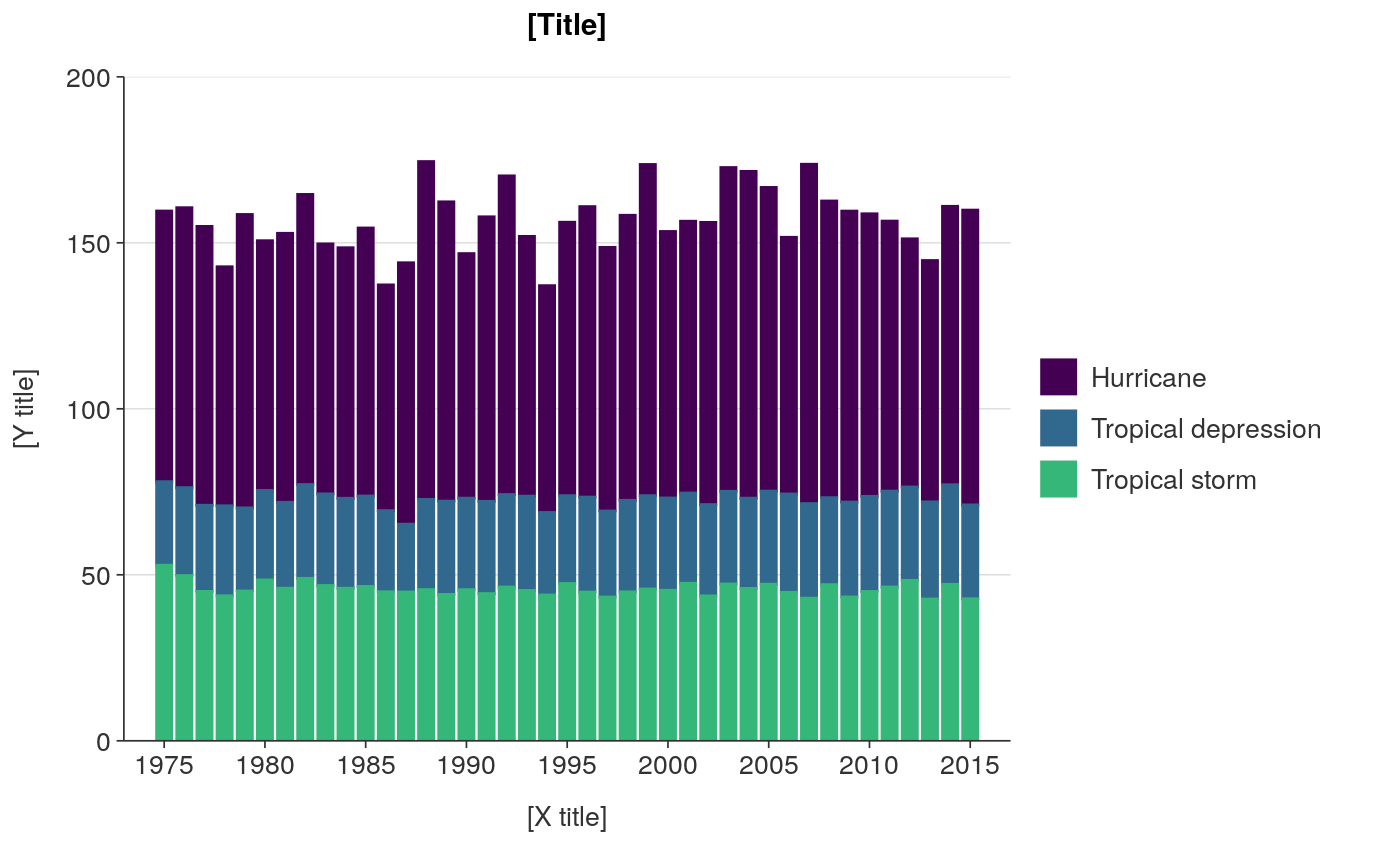 [Title]
200
150
100
50
0
[Y title]
1975 1980 1985 1990 1995 2000 2005 2010 2015
[X title]
Hurricane
Tropical depression
Tropical storm